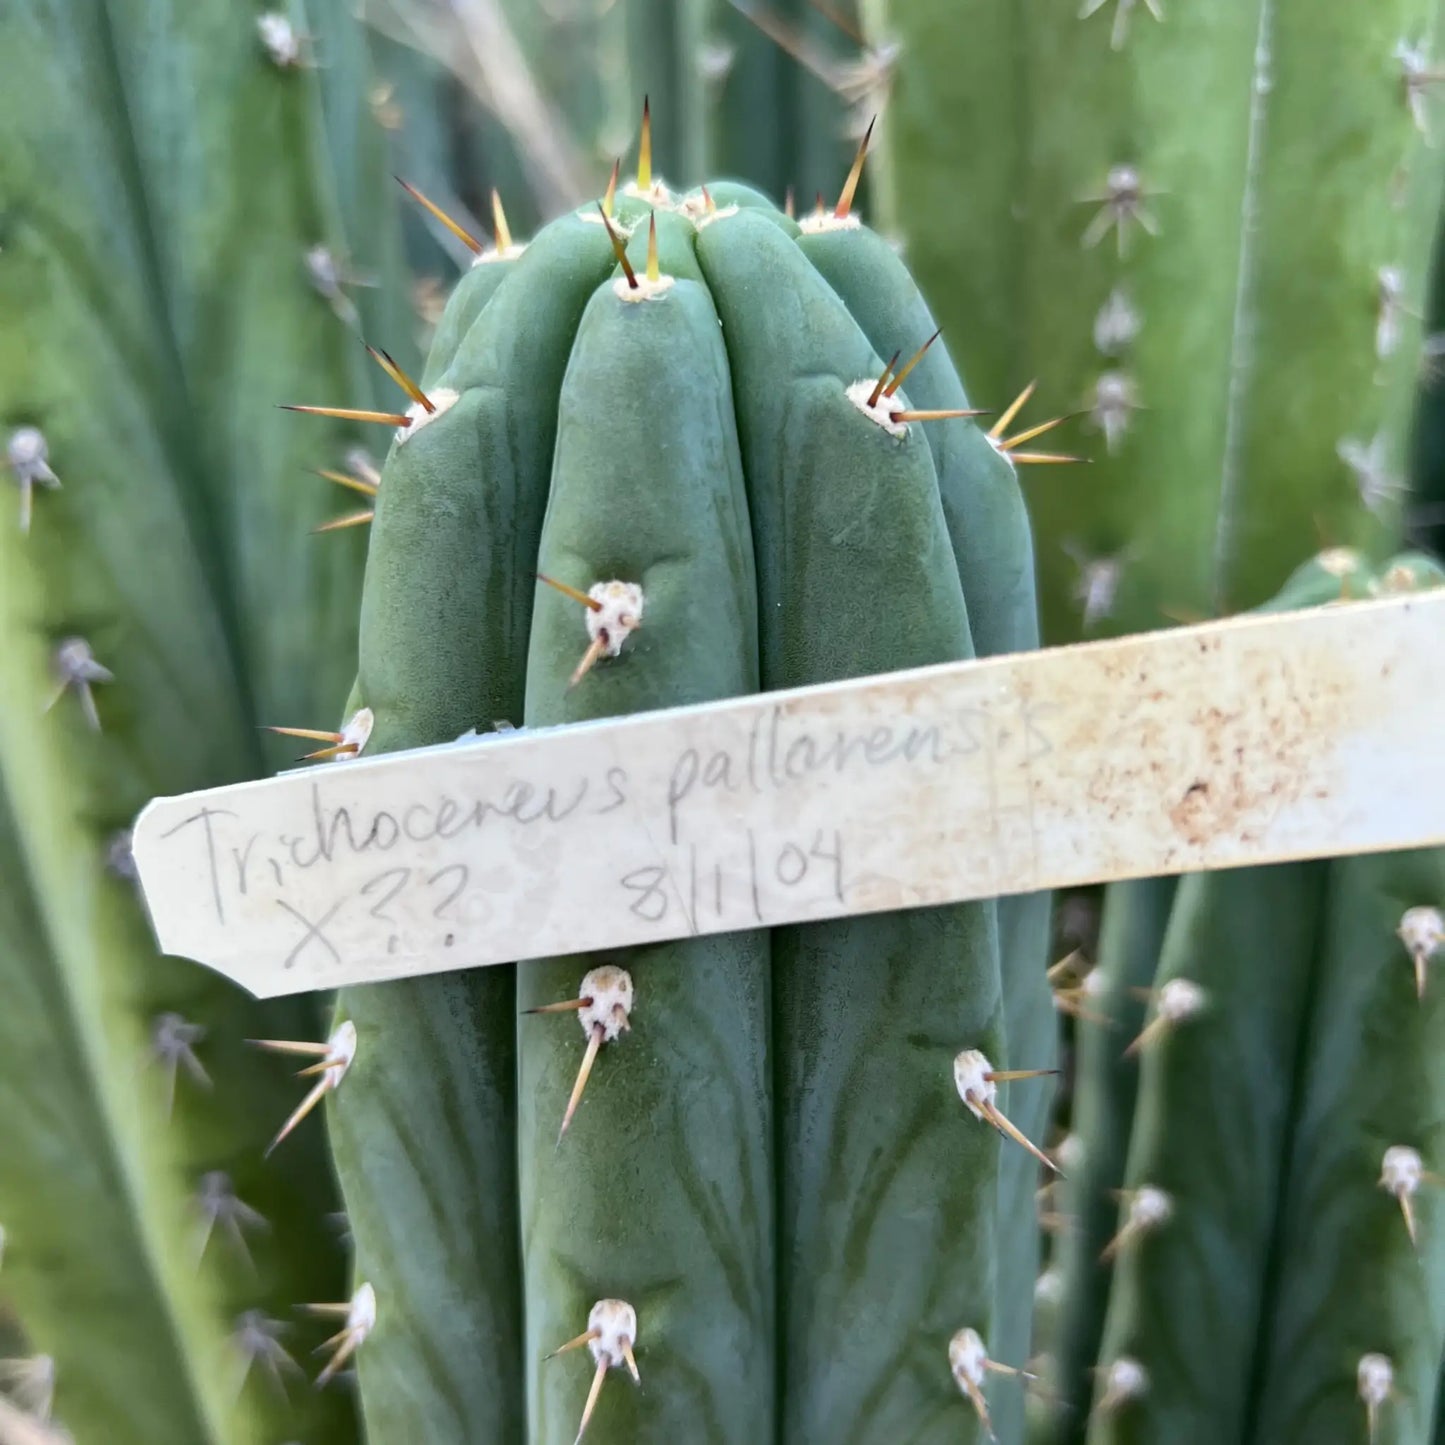 Trichocereus pallarensis
X?? 8/1/04